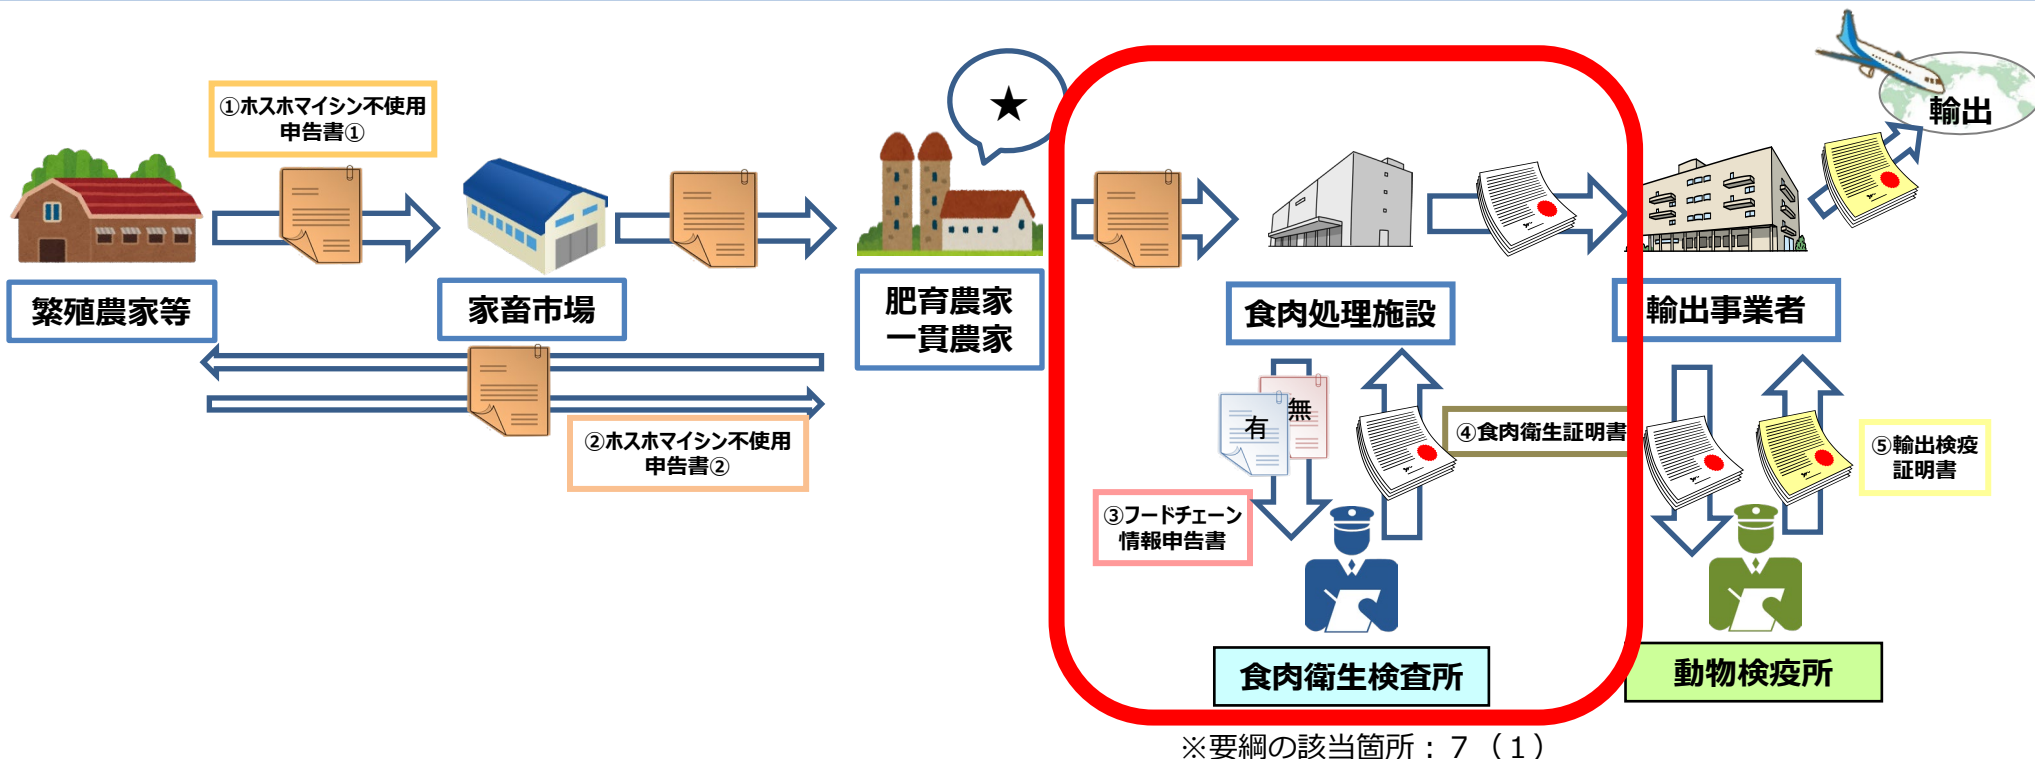 ①ホスホマイシン不使用
申告書①
★
輸出
繁殖農家等
家畜市場
肥育農家
一貫農家
食肉処理施設
輸出事業者
②ホスホマイシン不使用
申告書②
有
無
③フードチェーン
情報申告書
④食肉衛生証明書
⑤輸出検疫
証明書
食肉衛生検査所
動物検疫所
※要綱の該当箇所：７（１）